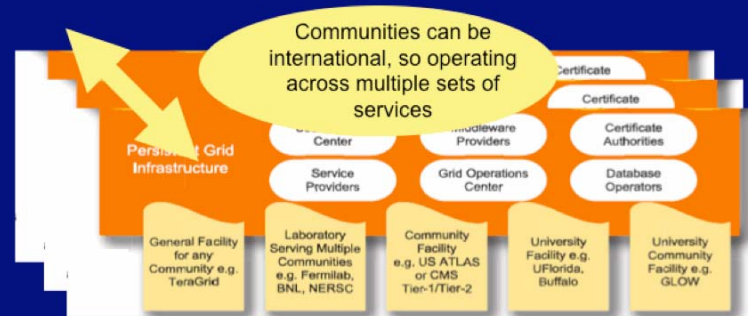 Communities can be
international, so operating
across multiple sets of
services
Certificate
Certificate
Persistent Grid
Infrastructure
Center
Middleware
Providers
Certificate
Authorities
Service
Providers
Grid Operations
Center
Database
Operators
General Facility
for any
Community e.g.
TeraGrid
Laboratory
Serving Multiple
Communities
e.g. Fermilab,
BNL, NERSC
Community
Facility
e.g. US ATLAS
or CMS
Tier-1/Tier-2
University
Facility e.g.
UFlorida,
Buffalo
University
Community
Facility e.g.
GLOW